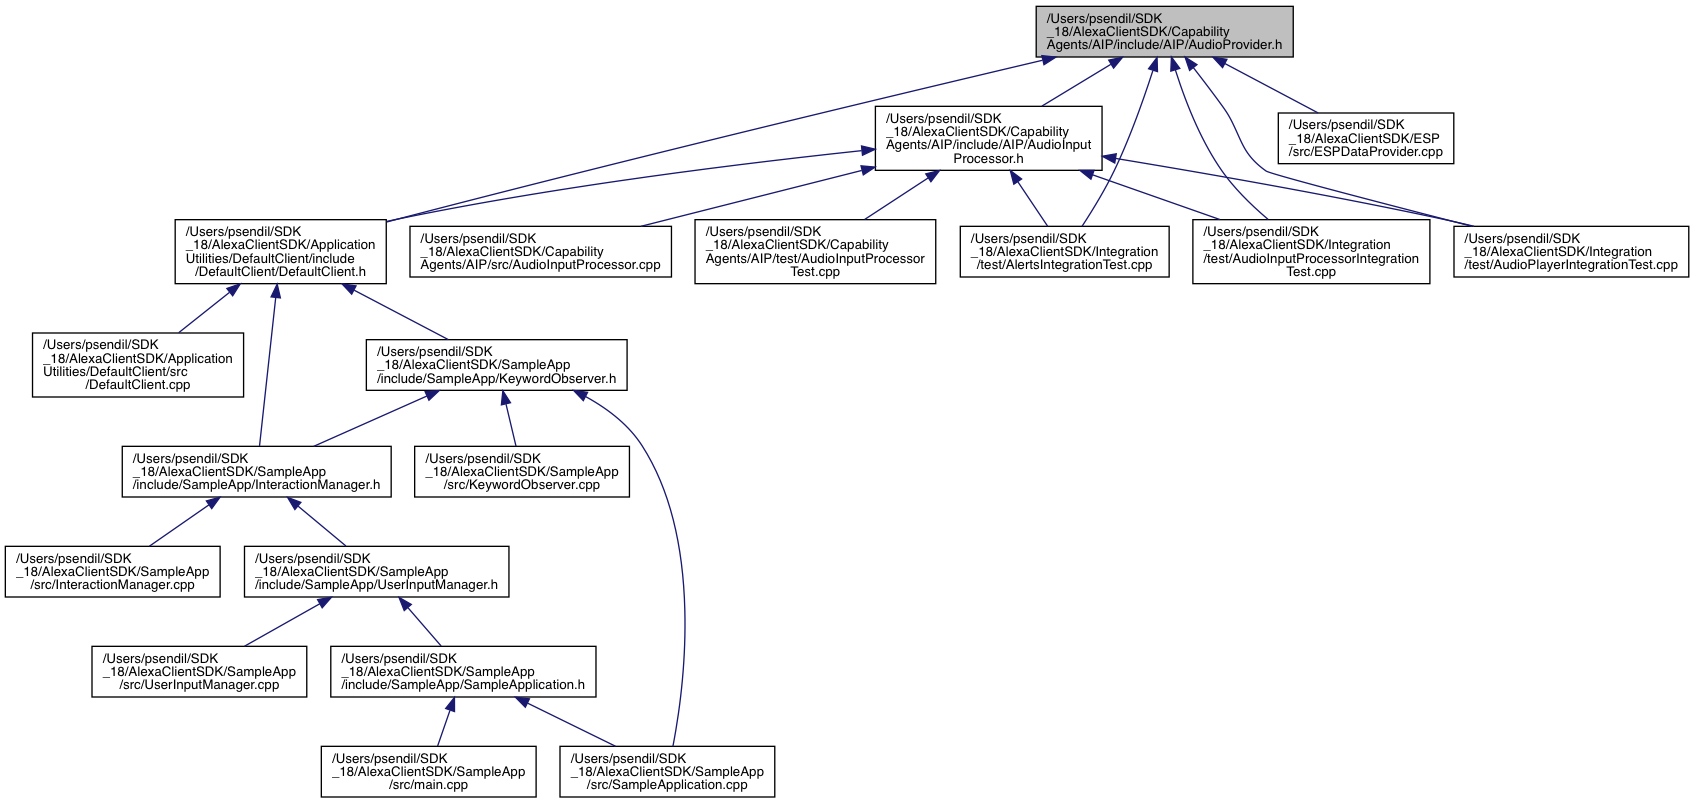 /Users/psendil/SDK
_18/AlexaClientSDK/Capability
Agents/AIP/include/AIP/AudioProvider.h
/Users/psendil/SDK
_18/AlexaClientSDK/Capability
Agents/AIP/include/AIP/AudioInput
Processor.h
/Users/psendil/SDK
_18/AlexaClientSDK/ESP
/src/ESPDataProvider.cpp
/Users/psendil/SDK
_18/AlexaClientSDK/Application
Utilities/DefaultClient/include
/DefaultClient/DefaultClient.h
/Users/psendil/SDK
_18/AlexaClientSDK/Capability
Agents/AIP/src/AudioInputProcessor.cpp
/Users/psendil/SDK
_18/AlexaClientSDK/Capability
Agents/AIP/test/AudioInputProcessor
Test.cpp
/Users/psendil/SDK
_18/AlexaClientSDK/Integration
/test/AlertsIntegrationTest.cpp
/Users/psendil/SDK
_18/AlexaClientSDK/Integration
/test/AudioInputProcessorIntegration
Test.cpp
/Users/psendil/SDK
_18/AlexaClientSDK/Integration
/test/AudioPlayerIntegrationTest.cpp
/Users/psendil/SDK
_18/AlexaClientSDK/Application
Utilities/DefaultClient/src
/DefaultClient.cpp
/Users/psendil/SDK
_18/AlexaClientSDK/SampleApp
/include/SampleApp/KeywordObserver.h
/Users/psendil/SDK
_18/AlexaClientSDK/SampleApp
/include/SampleApp/InteractionManager.h
/Users/psendil/SDK
_18/AlexaClientSDK/SampleApp
/src/KeywordObserver.cpp
/Users/psendil/SDK
_18/AlexaClientSDK/SampleApp
/src/InteractionManager.cpp
/Users/psendil/SDK
_18/AlexaClientSDK/SampleApp
/include/SampleApp/UserInputManager.h
/Users/psendil/SDK
_18/AlexaClientSDK/SampleApp
/src/UserInputManager.cpp
/Users/psendil/SDK
_18/AlexaClientSDK/SampleApp
/include/SampleApp/SampleApplication.h
/Users/psendil/SDK
_18/AlexaClientSDK/SampleApp
/src/main.cpp
/Users/psendil/SDK
_18/AlexaClientSDK/SampleApp
/src/SampleApplication.cpp